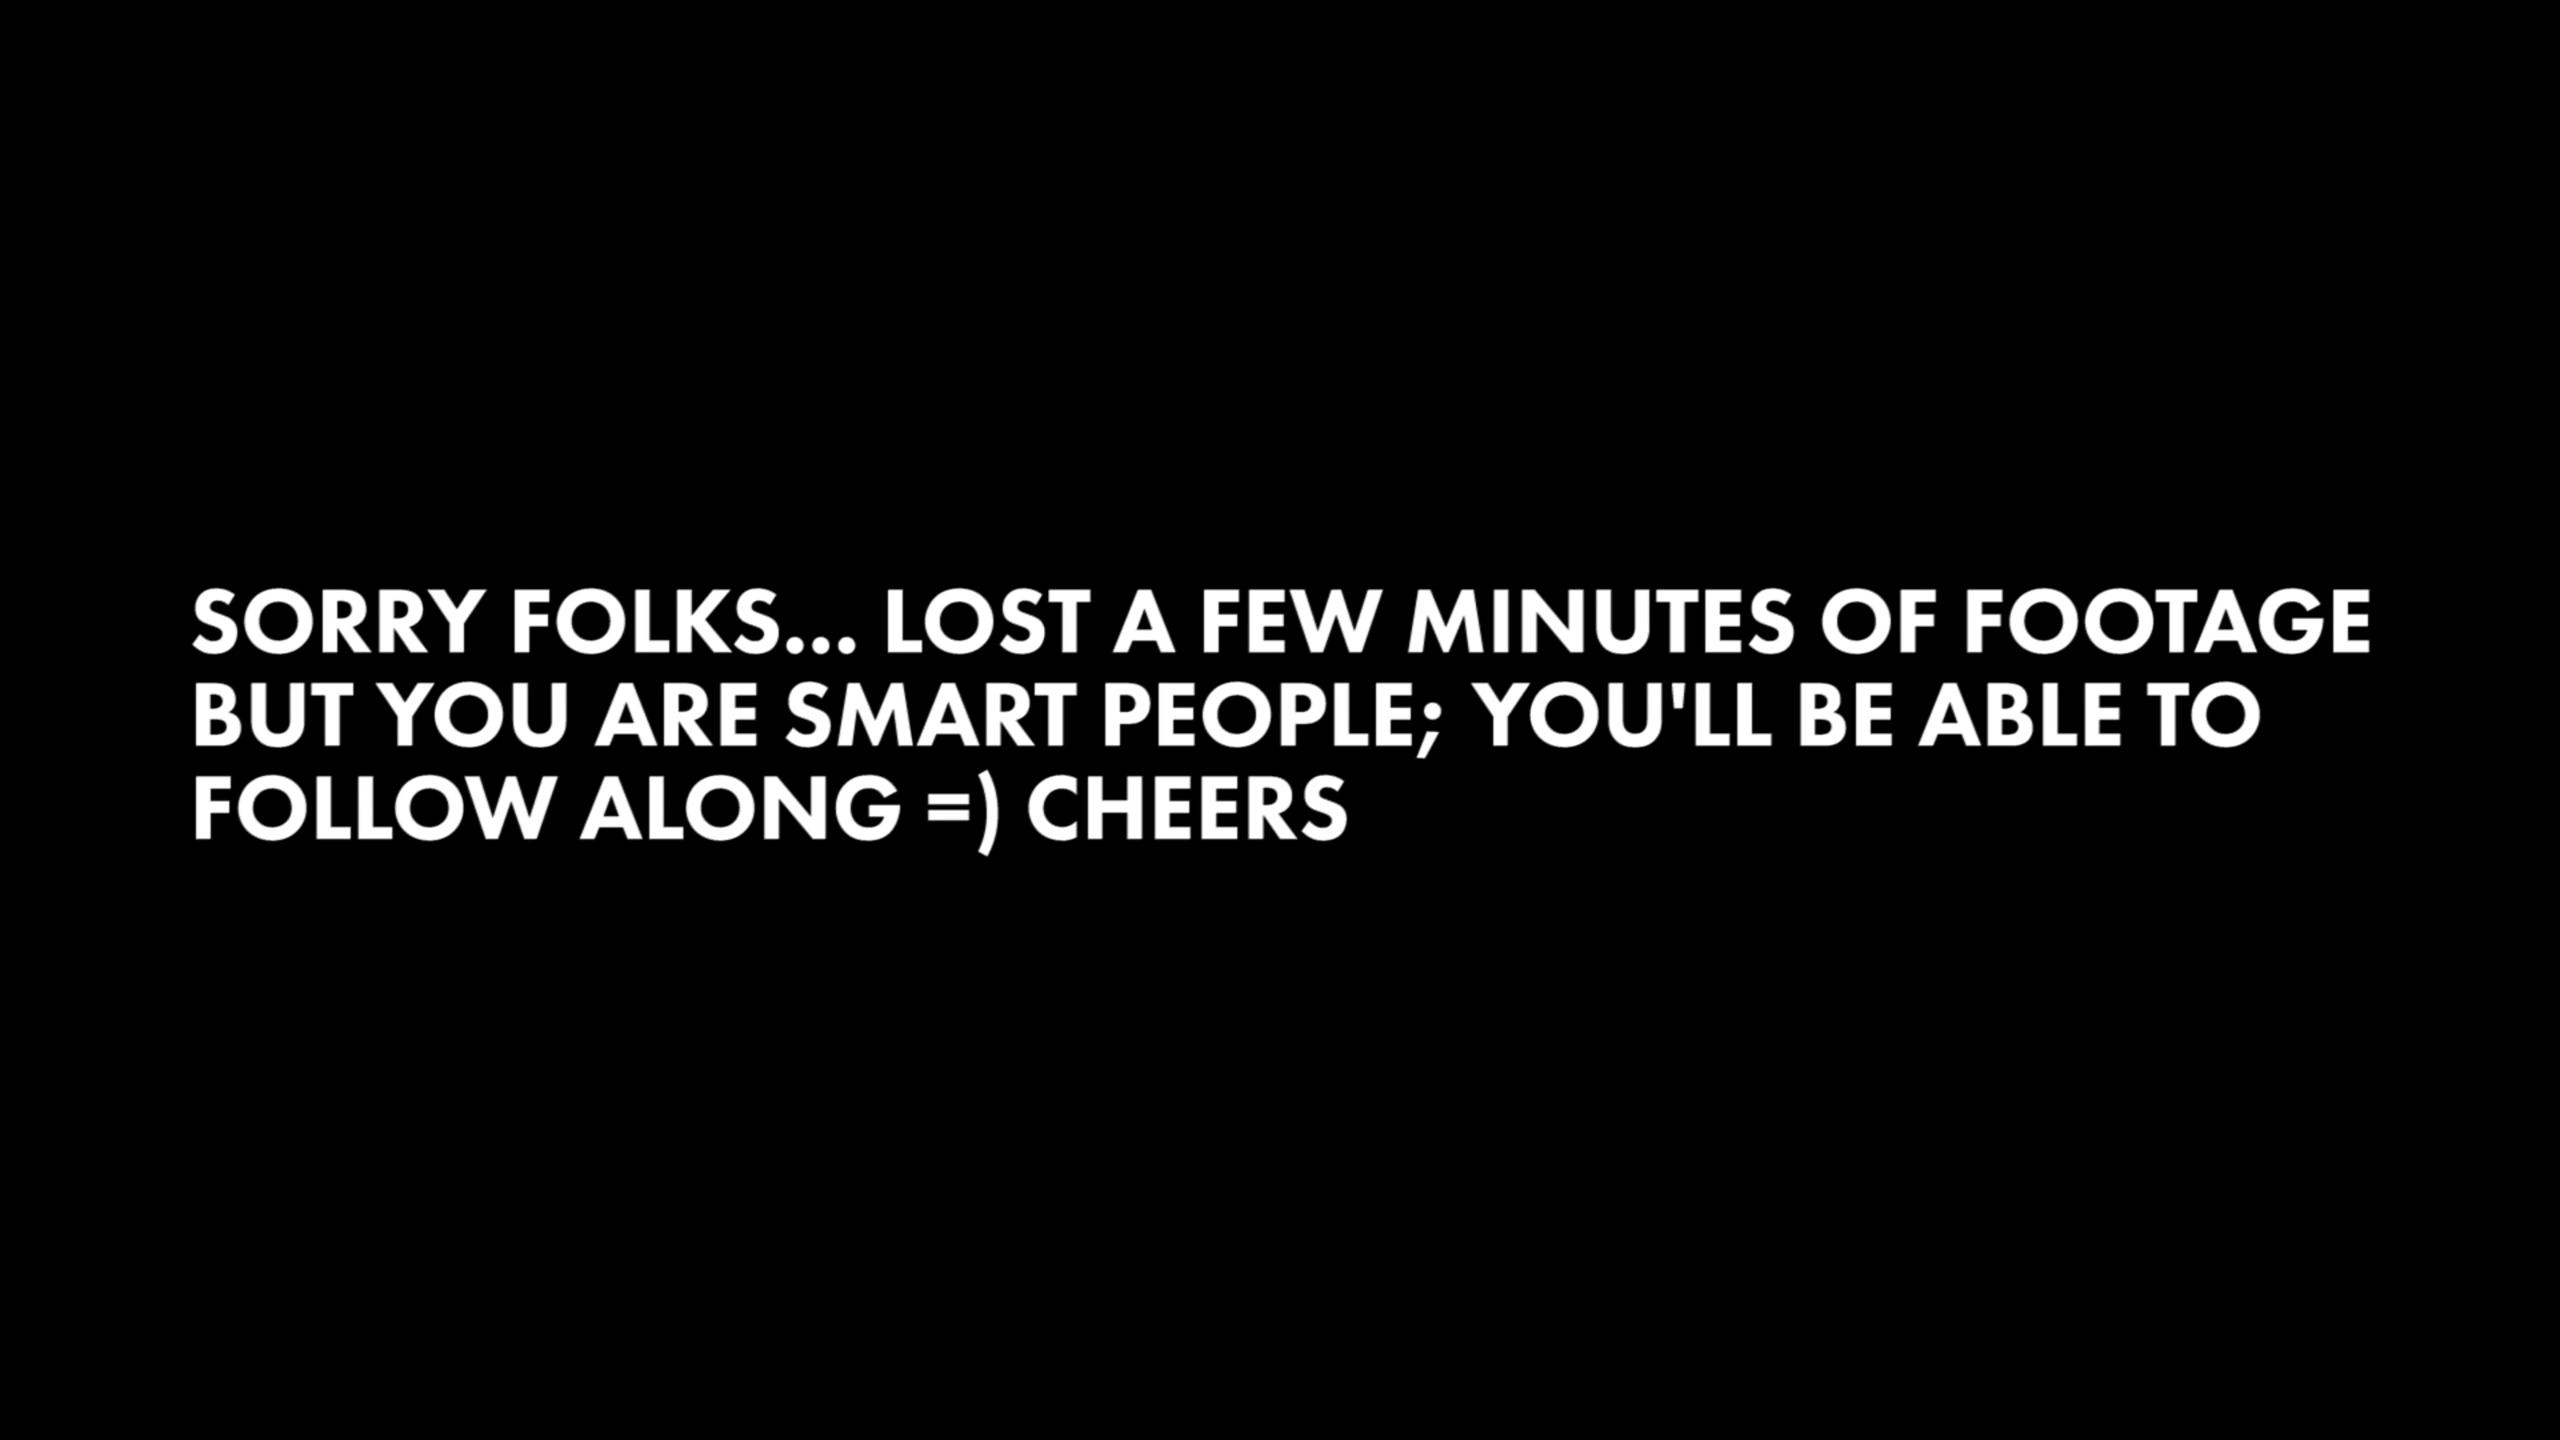 SORRY FOLKS... LOST A FEW MINUTES OF FOOTAGE
BUT YOU ARE SMART PEOPLE; YOU'LL BE ABLE TO
FOLLOW ALONG =) CHEERS